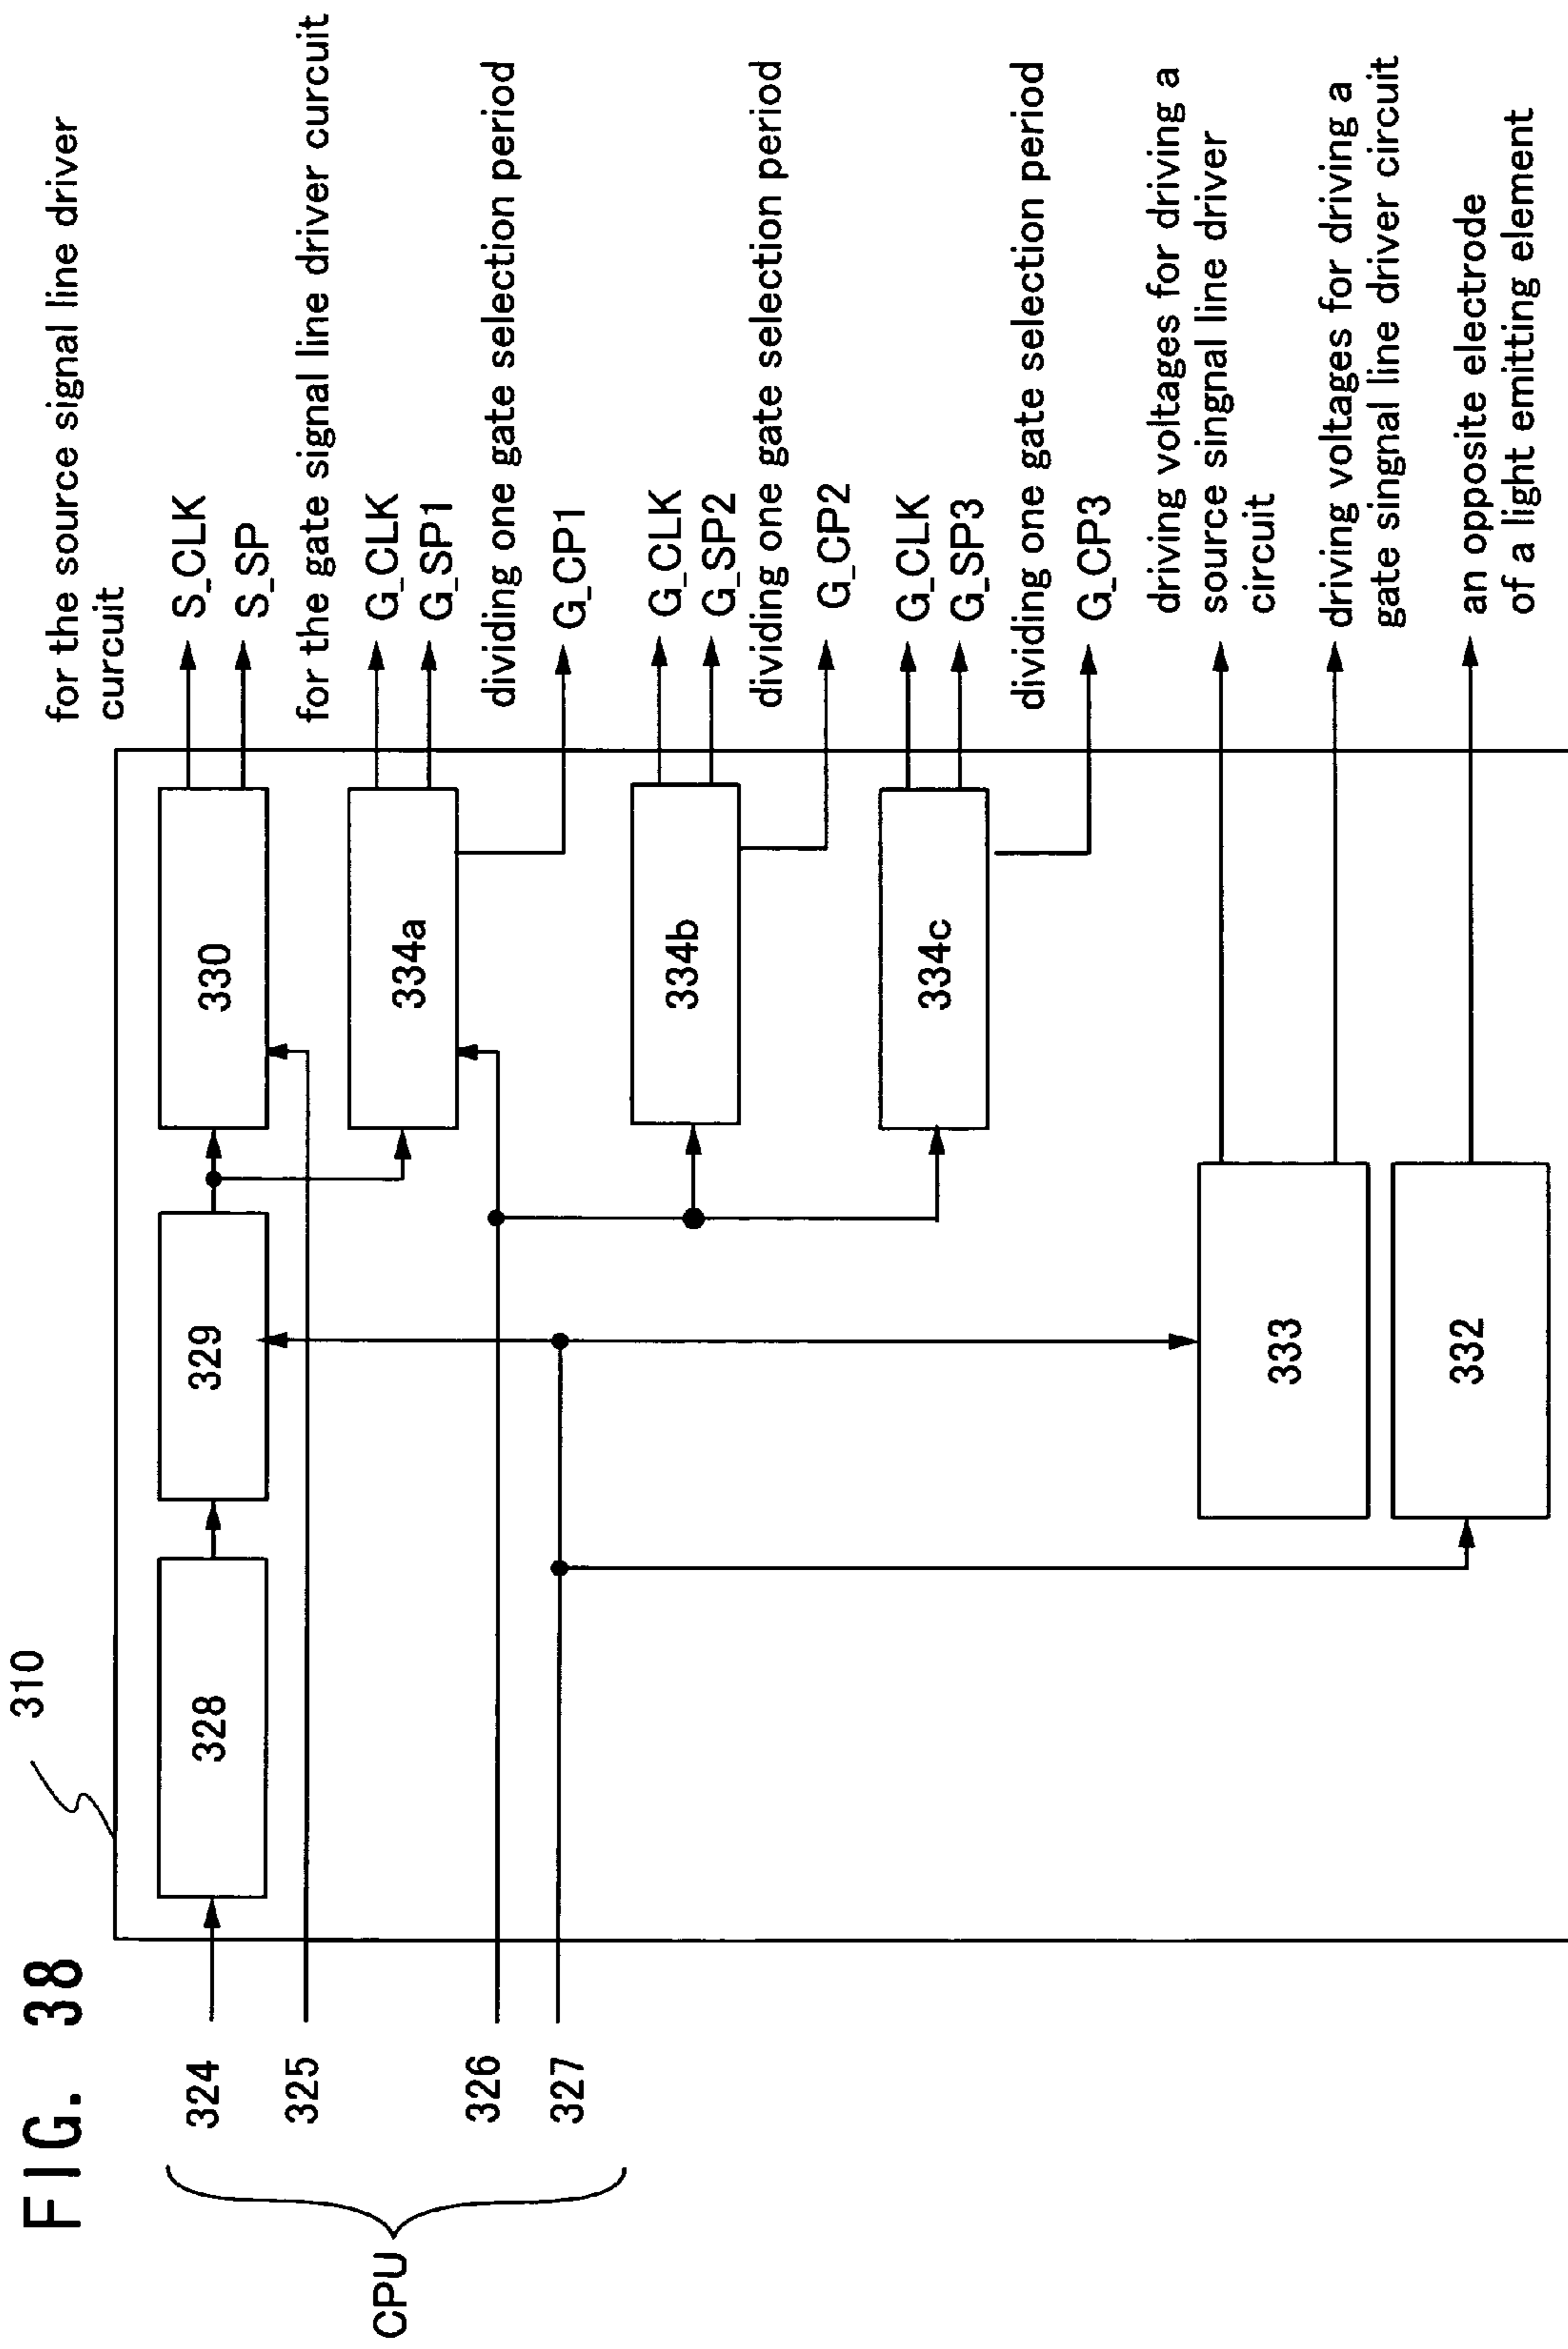 FIG. 38
310
CPU
324
325
326
327
328
329
330
334a
334b
334c
333
332
for the source signal line driver
curcuit
S_CLK
S_SP
for the gate signal line driver curcuit
G_CLK
G_SP1
dividing one gate selection period
G_CP1
G_CLK
G_SP2
dividing one gate selection period
G_CP2
G_CLK
G_SP3
dividing one gate selection period
G_CP3
driving voltages for driving a
source singnal line driver
circuit
driving voltages for driving a
gate singnal line driver circuit
an opposite electrode
of a light emitting element